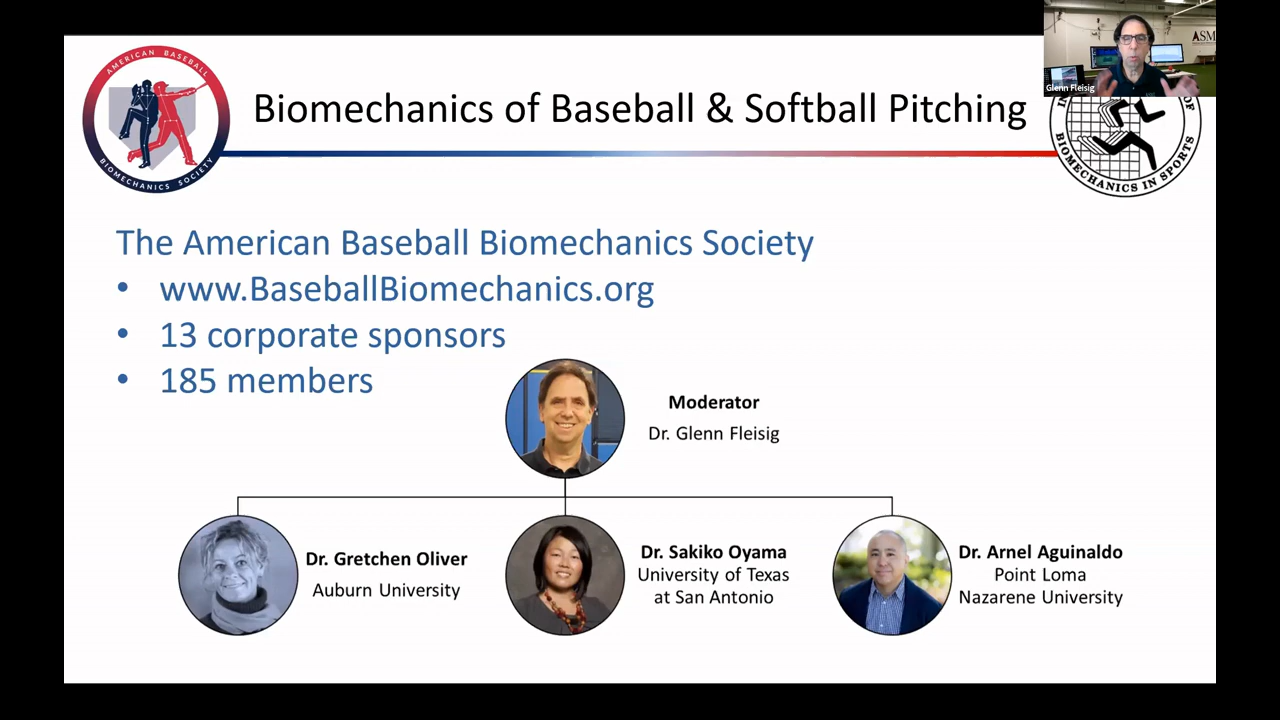 AMERICAN BASEBALL
BIOMECHANICS SOCIETY
Biomechanics of Baseball & Softball Pitching
Glenn Fleisig
OF
BIOMECHANICS IN SPORTS
The American Baseball Biomechanics Society
• www.BaseballBiomechanics.org
• 13 corporate sponsors
• 185 members
Moderator
Dr. Glenn Fleisig
Dr. Gretchen Oliver
Auburn University
Dr. Sakiko Oyama
University of Texas
at San Antonio
Dr. Arnel Aguinaldo
Point Loma
Nazarene University